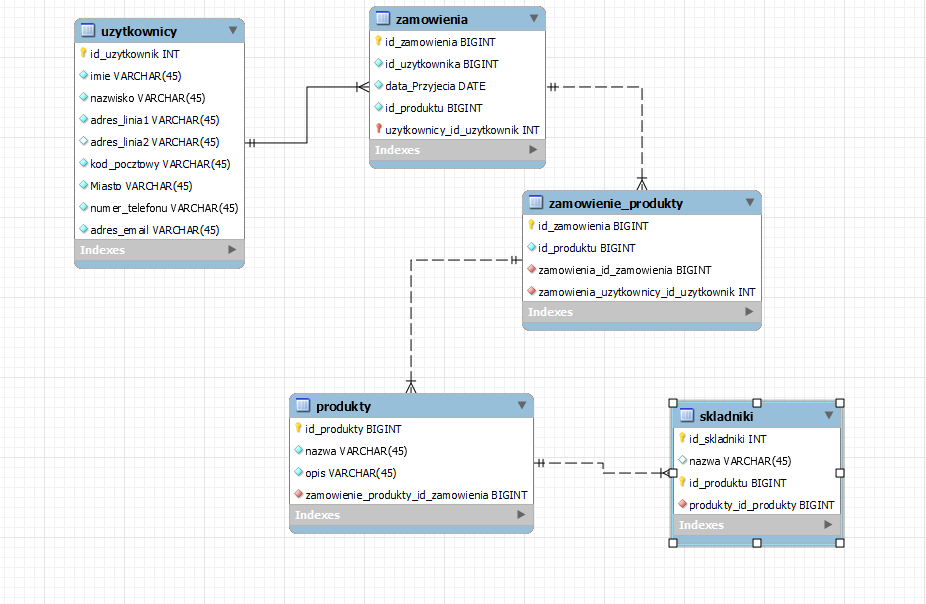 uzytkownicy
id_uzytkownik INT
imie VARCHAR(45)
nazwisko VARCHAR(45)
adres_linia1 VARCHAR(45)
adres_linia2 VARCHAR(45)
kod_pocztowy VARCHAR(45)
Miasto VARCHAR(45)
numer_telefonu VARCHAR(45)
adres_email VARCHAR(45)
Indexes
zamowienia
id_zamowienia BIGINT
id_uzytkownika BIGINT
data_Przyjecia DATE
id_produktu BIGINT
uzytkownicy_id_uzytkownik INT
Indexes
zamowienie_produkty
id_zamowienia BIGINT
id_produktu BIGINT
zamowienia_id_zamowienia BIGINT
zamowienia_uzytkownicy_id_uzytkownik INT
Indexes
produkty
id_produkty BIGINT
nazwa VARCHAR(45)
opis VARCHAR(45)
zamowienie_produkty_id_zamowienia BIGINT
Indexes
skladniki
id_skladniki INT
nazwa VARCHAR(45)
id_produktu BIGINT
produkty_id_produkty BIGINT
Indexes